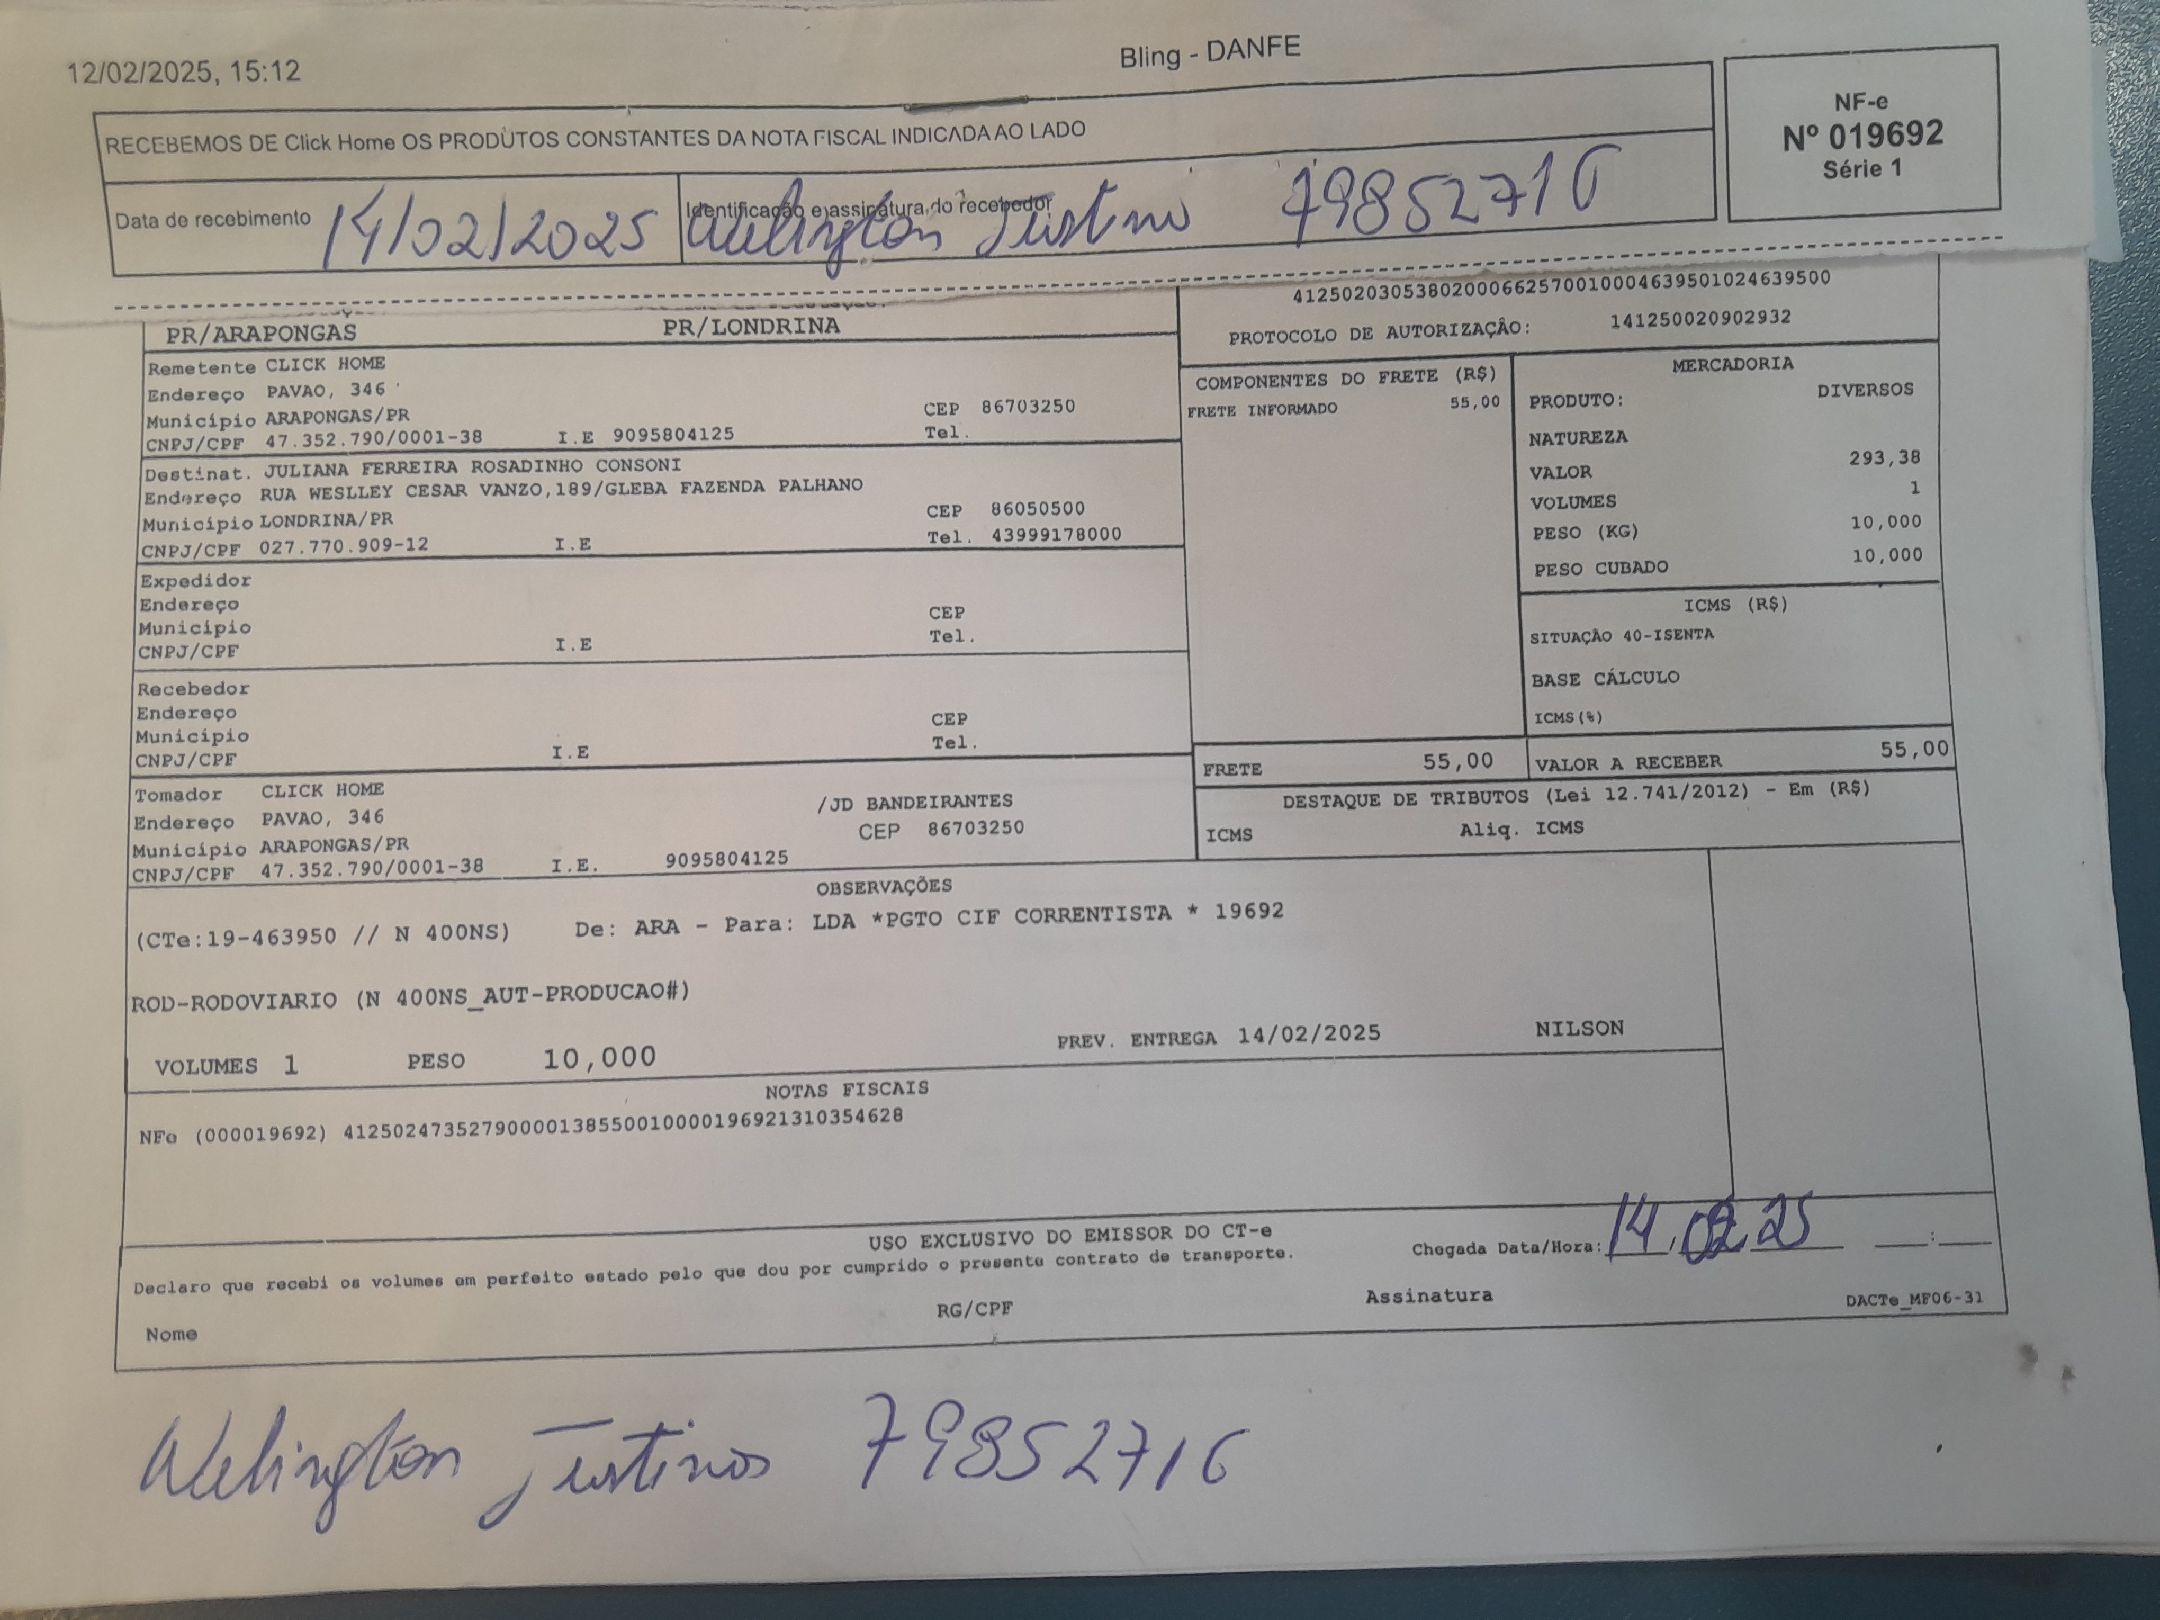 12/02/2025, 15:12
Bling - DANFE
RECEBEMOS DE Click Home OS PRODUTOS CONSTANTES DA NOTA FISCAL INDICADA AO LADO
NF-e
Nº 019692
Série 1
Data de recebimento 14/02/2025
Identificação e assinatura do recebedor
Welington Justino 79852716
PR/ARAPONGAS PR/LONDRINA
41250203053802000662570010004639501024639500
PROTOCOLO DE AUTORIZAÇÃO: 141250020902932
Remetente CLICK HOME
Endereço PAVAO, 346
Município ARAPONGAS/PR CEP 86703250
CNPJ/CPF 47.352.790/0001-38 I.E 9095804125 Tel.
Destinat. JULIANA FERREIRA ROSADINHO CONSONI
Endereço RUA WESLLEY CESAR VANZO,189/GLEBA FAZENDA PALHANO
Município LONDRINA/PR CEP 86050500
CNPJ/CPF 027.770.909-12 I.E Tel. 43999178000
Expedidor
Endereço
Município CEP
CNPJ/CPF I.E Tel.
Recebedor
Endereço
Município CEP
CNPJ/CPF I.E Tel.
Tomador CLICK HOME
Endereço PAVAO, 346 /JD BANDEIRANTES
Município ARAPONGAS/PR CEP 86703250
CNPJ/CPF 47.352.790/0001-38 I.E. 9095804125
COMPONENTES DO FRETE (R$)
FRETE INFORMADO 55,00
MERCADORIA
PRODUTO: DIVERSOS
NATUREZA
VALOR 293,38
VOLUMES 1
PESO (KG) 10,000
PESO CUBADO 10,000
ICMS (R$)
SITUAÇÃO 40-ISENTA
BASE CÁLCULO
ICMS(%)
FRETE 55,00 VALOR A RECEBER 55,00
DESTAQUE DE TRIBUTOS (Lei 12.741/2012) - Em (R$)
ICMS Aliq. ICMS
OBSERVAÇÕES
(CTe:19-463950 // N 400NS) De: ARA - Para: LDA *PGTO CIF CORRENTISTA * 19692
ROD-RODOVIARIO (N 400NS_AUT-PRODUCAO#)
VOLUMES 1 PESO 10,000 PREV. ENTREGA 14/02/2025 NILSON
NOTAS FISCAIS
NFe (000019692) 41250247352790000138550010000196921310354628
USO EXCLUSIVO DO EMISSOR DO CT-e
Declaro que recebi os volumes em perfeito estado pelo que dou por cumprido o presente contrato de transporte.
Chegada Data/Hora: 14.02.25 ___:___
Nome RG/CPF Assinatura DACTe_MF06-31
Welington Justinos 79852716